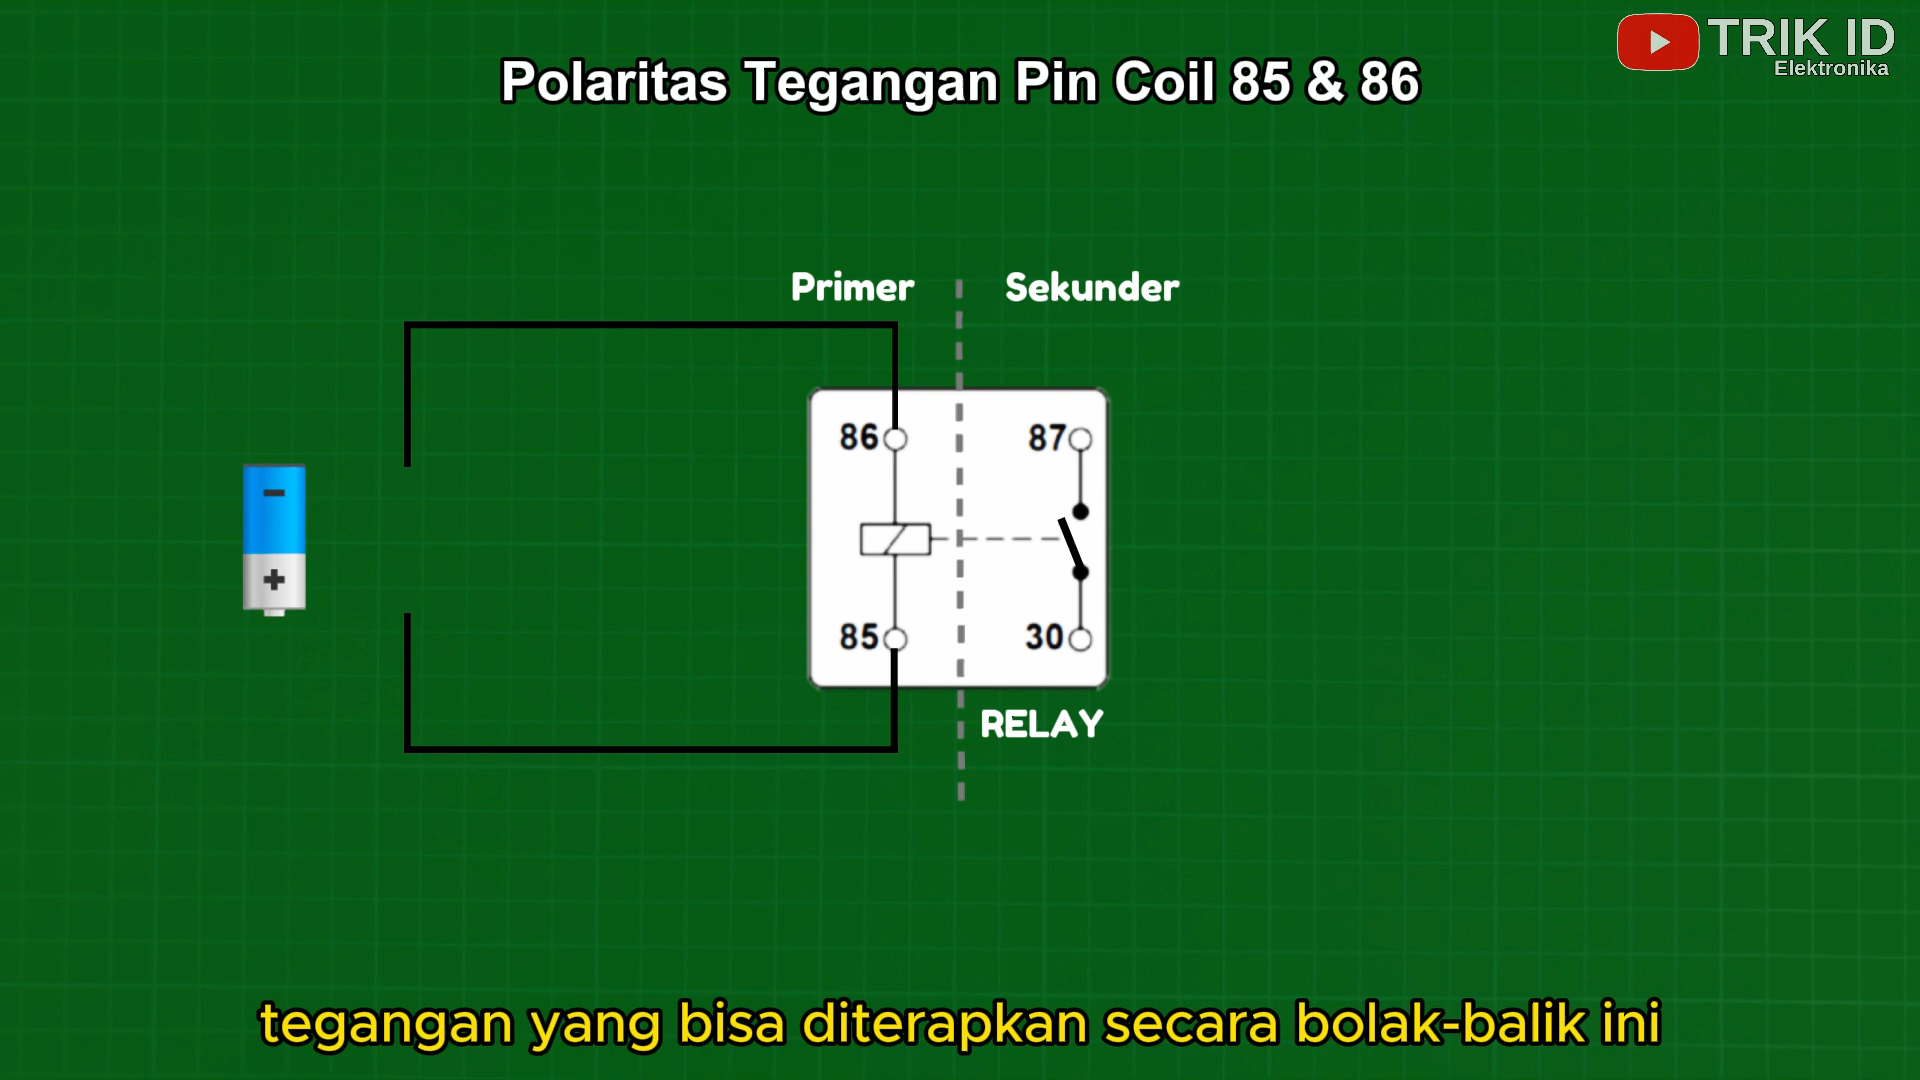 TRIK ID
Elektronika
Polaritas Tegangan Pin Coil 85 & 86
Primer
Sekunder
86
87
85
30
RELAY
tegangan yang bisa diterapkan secara bolak-balik ini